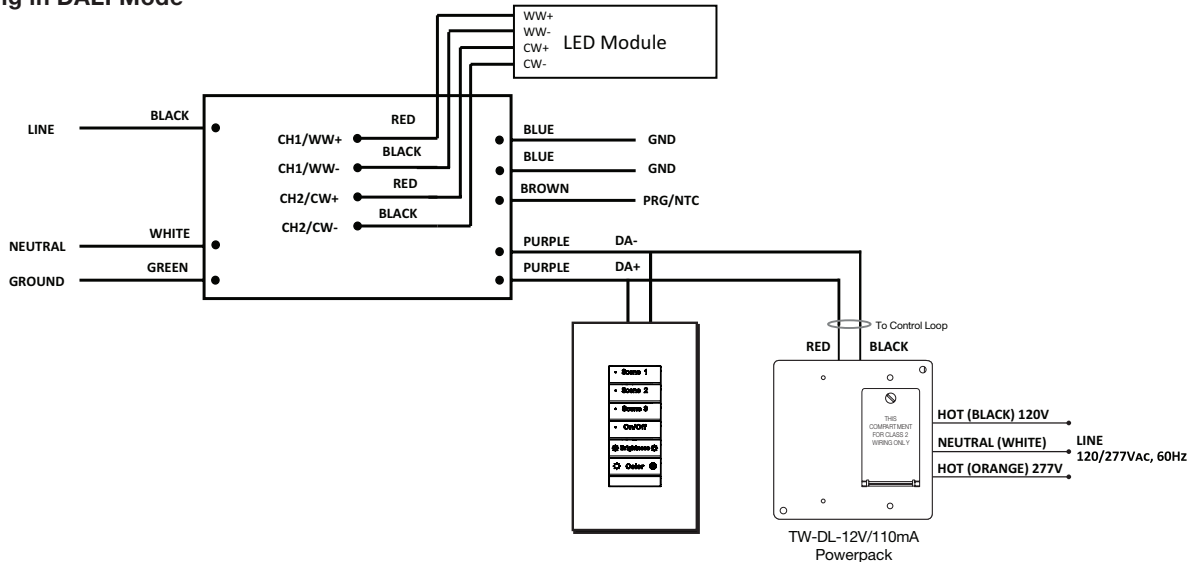 ng in DALI Mode
WW+
WW-
CW+
CW-
LED Module
LINE
BLACK
NEUTRAL
WHITE
GROUND
GREEN
CH1/WW+
RED
CH1/WW-
BLACK
CH2/CW+
RED
CH2/CW-
BLACK
BLUE
GND
BLUE
GND
BROWN
PRG/NTC
PURPLE DA-
PURPLE DA+
Scene 1
Scene 2
Scene 3
On/Off
Brightness
Color
To Control Loop
RED BLACK
THIS
COMPARTMENT
FOR CLASS 2
WIRING ONLY
HOT (BLACK) 120V
NEUTRAL (WHITE)
HOT (ORANGE) 277V
LINE
120/277VAC, 60Hz
TW-DL-12V/110mA
Powerpack